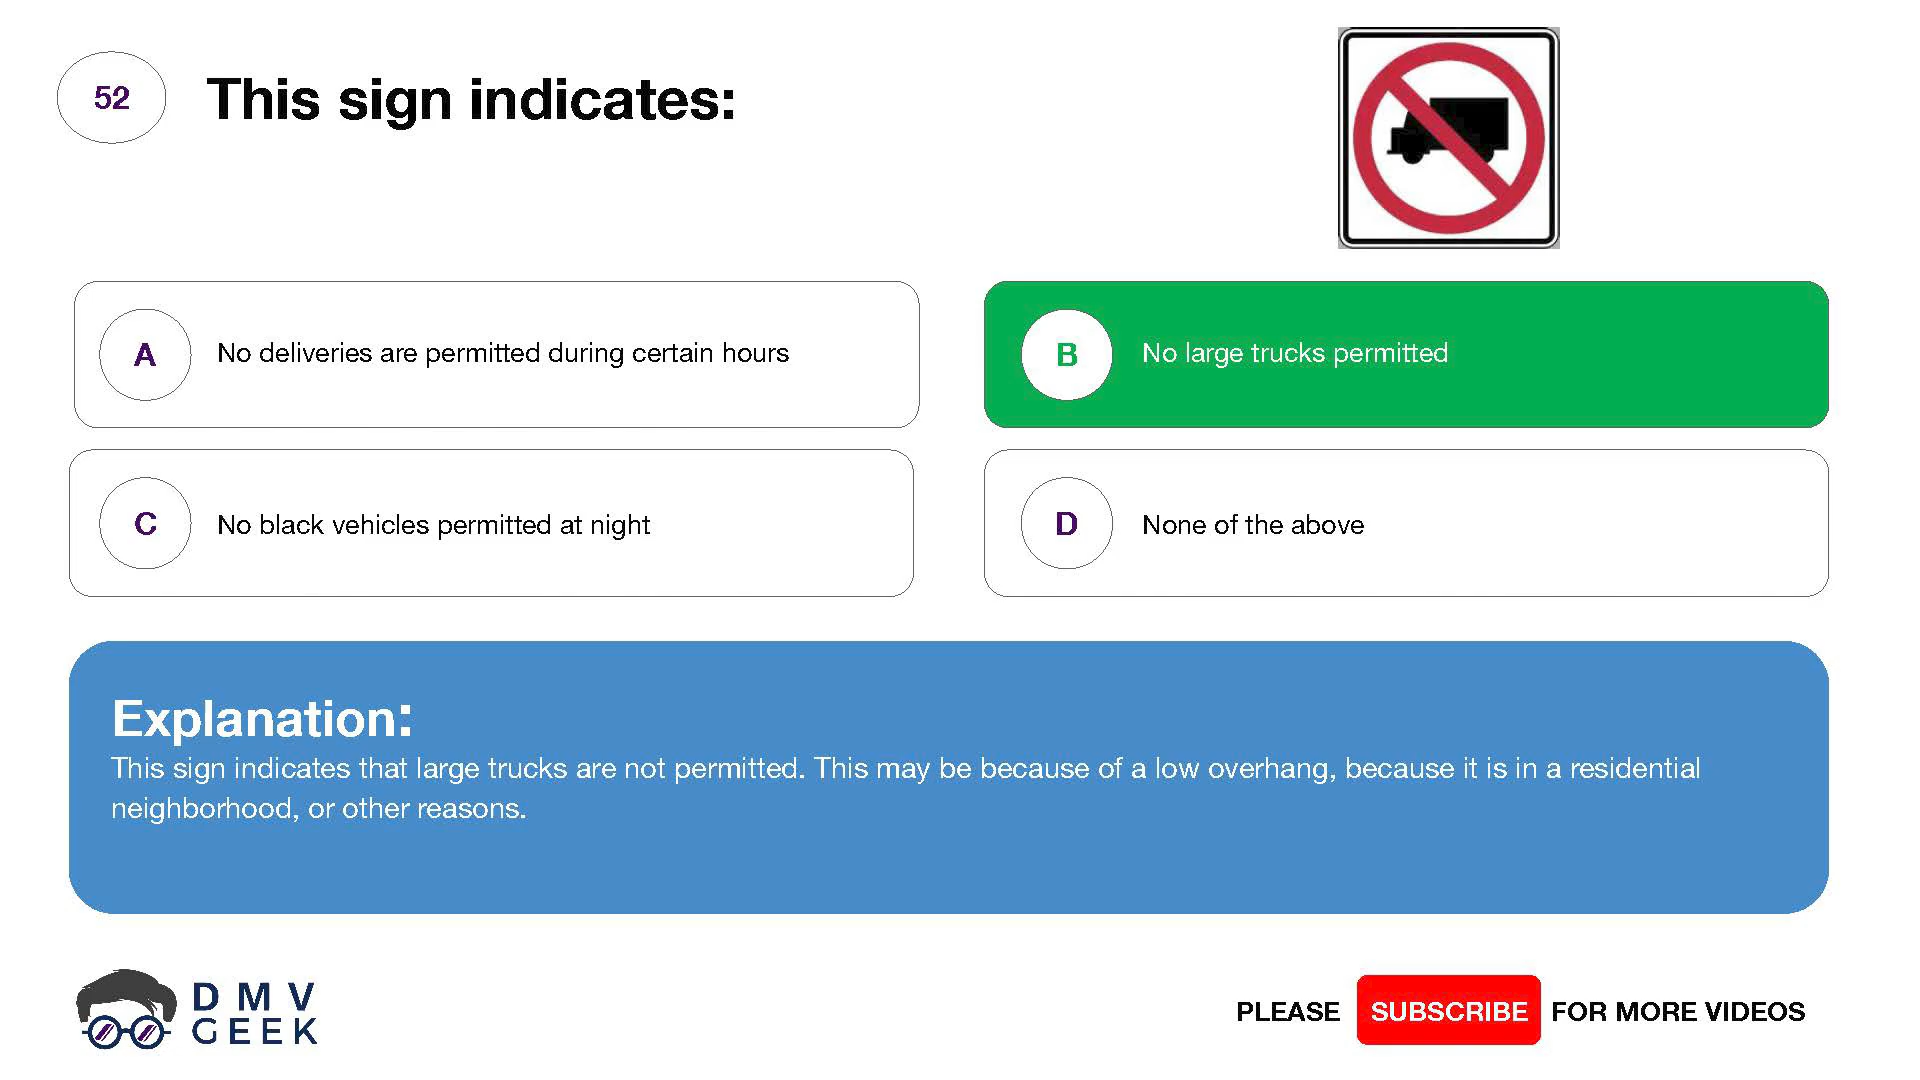 52
This sign indicates:
A
No deliveries are permitted during certain hours
B
No large trucks permitted
C
No black vehicles permitted at night
D
None of the above
Explanation:
This sign indicates that large trucks are not permitted. This may be because of a low overhang, because it is in a residential
neighborhood, or other reasons.
DMV
GEEK
PLEASE SUBSCRIBE FOR MORE VIDEOS